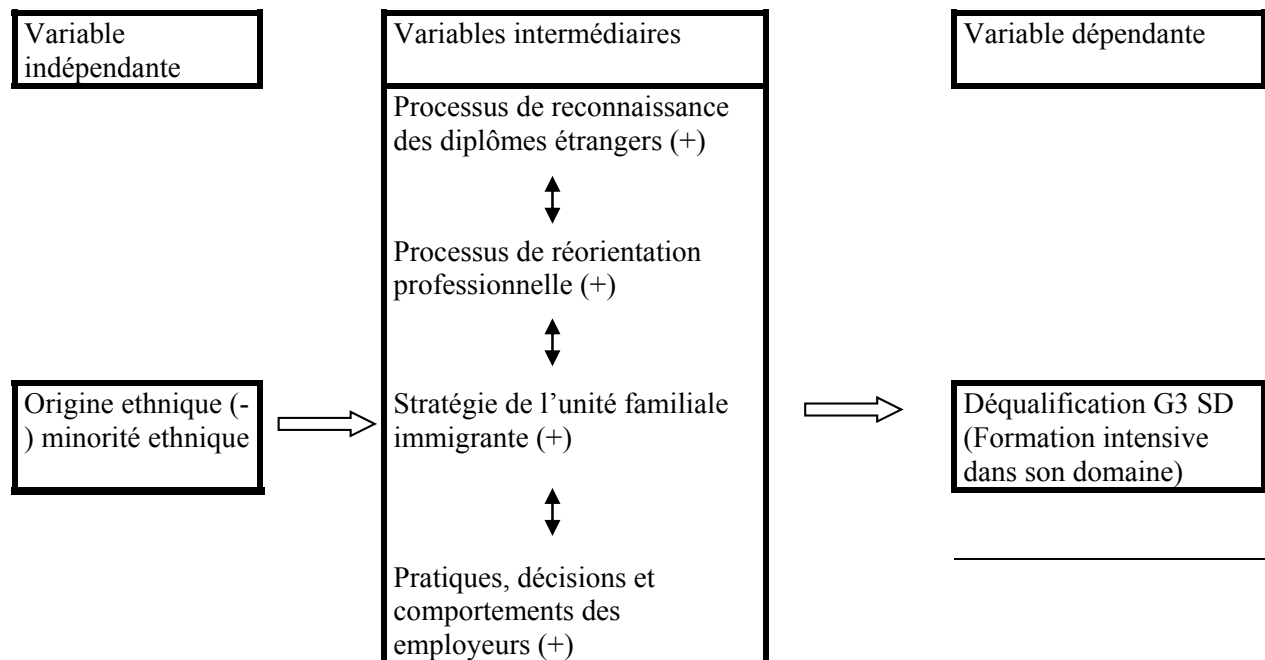 Variable
indépendante
Variables intermédiaires
Variable dépendante
Processus de reconnaissance
des diplômes étrangers (+)
Processus de réorientation
professionnelle (+)
Origine ethnique (-
) minorité ethnique
Stratégie de l’unité familiale
immigrante (+)
Déqualification G3 SD
(Formation intensive
dans son domaine)
Pratiques, décisions et
comportements des
employeurs (+)